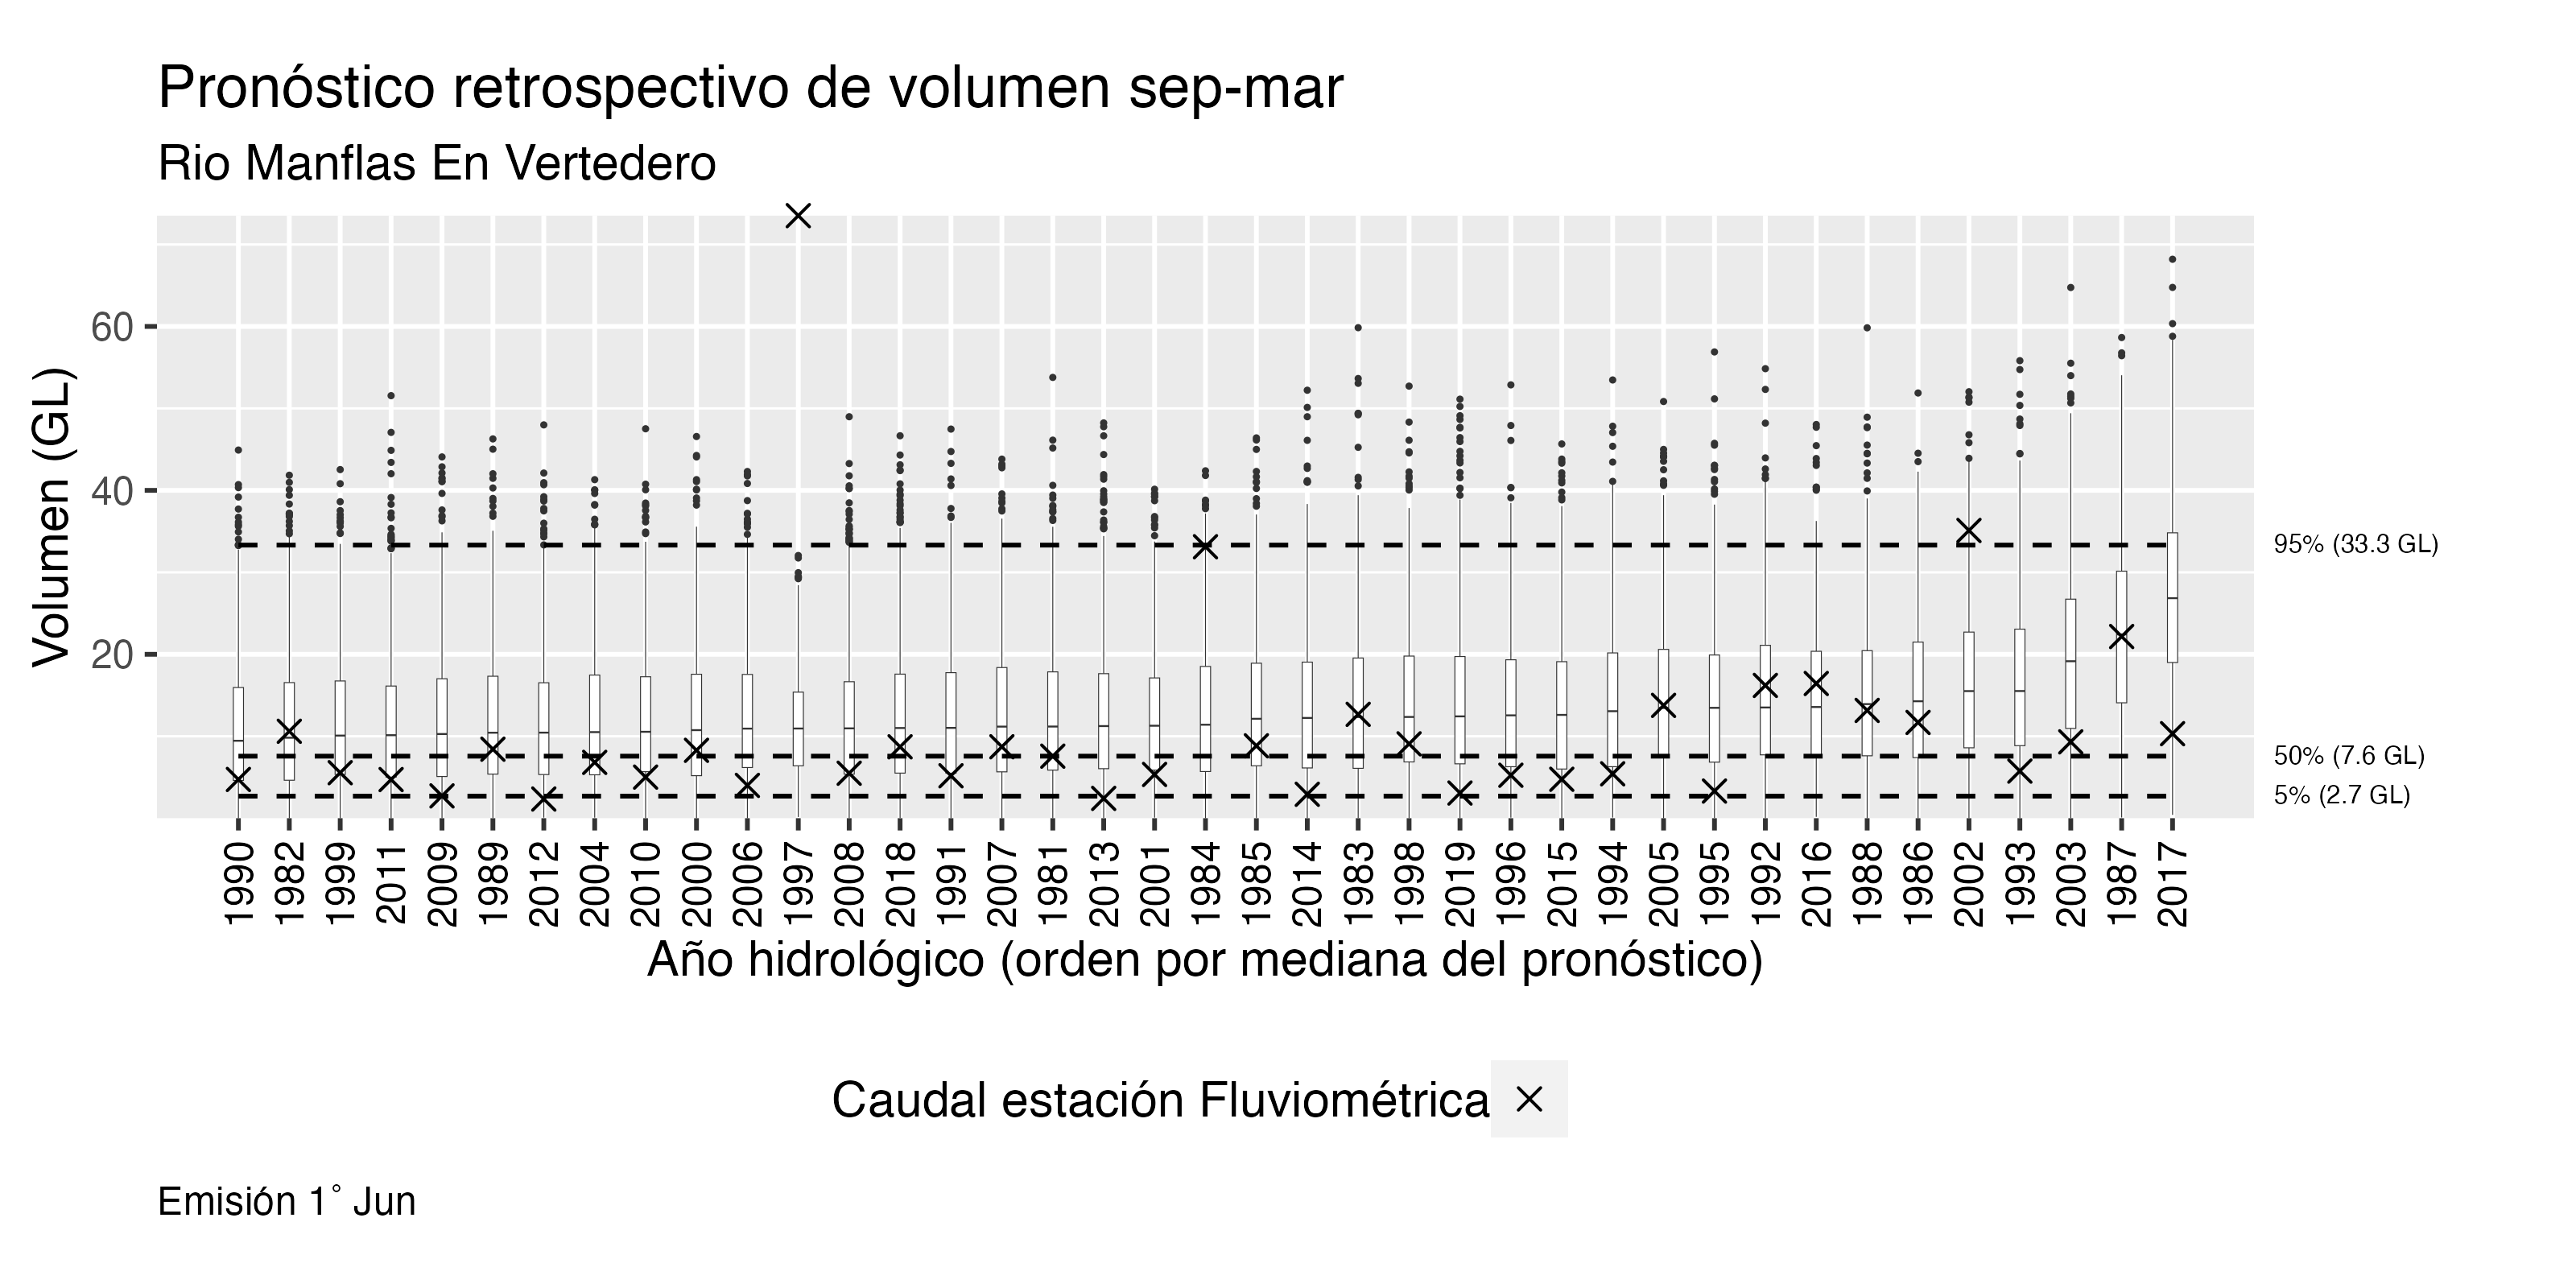 Pronóstico retrospectivo de volumen sep-mar
Rio Manflas En Vertedero
Volumen (GL)
60
40
20
95% (33.3 GL)
50% (7.6 GL)
5% (2.7 GL)
1990 1982 1999 2011 2009 1989 2012 2004 2010 2000 2006 1997 2008 2018 1991 2007 1981 2013 2001 1984 1985 2014 1983 1998 2019 1996 2015 1994 2005 1995 1992 2016 1988 1986 2002 1993 2003 1987 2017
Año hidrológico (orden por mediana del pronóstico)
Caudal estación Fluviométrica
Emisión 1° Jun